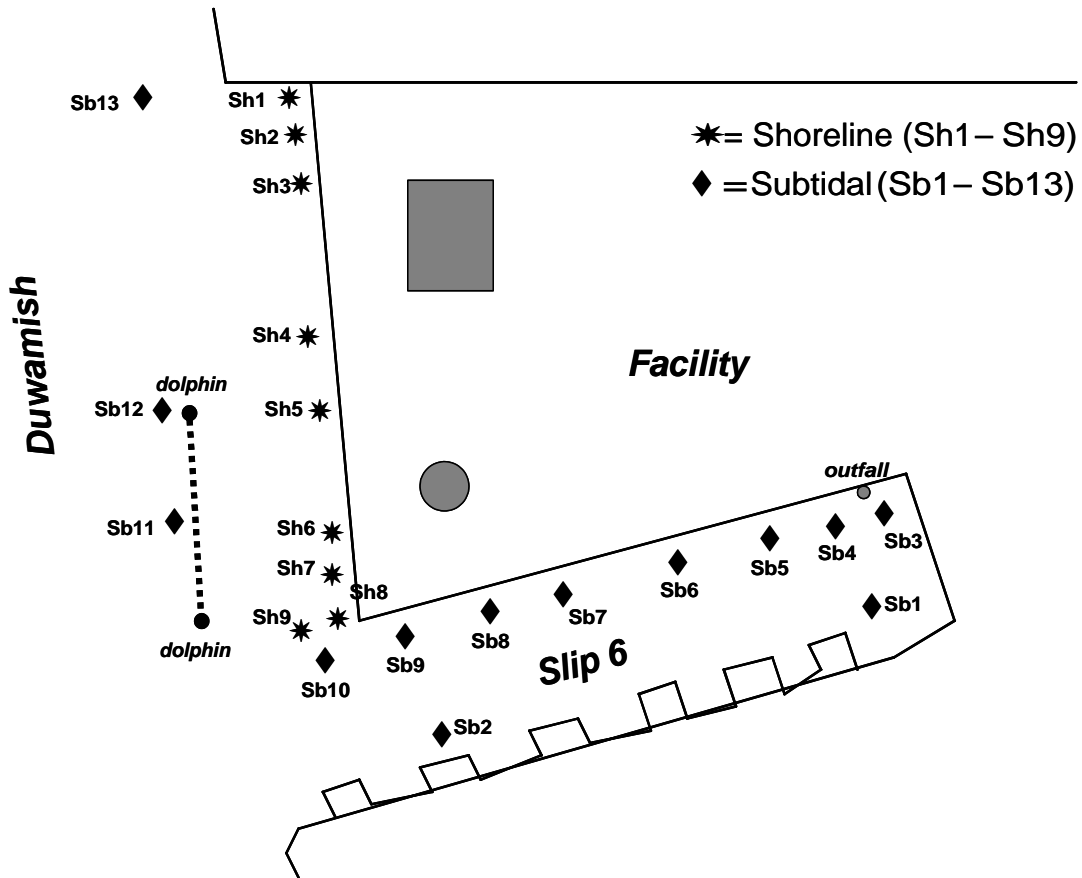 Sb13
Sh1
Sh2
= Shoreline (Sh1 – Sh9)
Sh3
= Subtidal (Sb1 – Sb13)
Duwamish
Sh4
Facility
dolphin
Sb12
Sh5
outfall
Sb11
Sh6
Sb3
Sb4
Sb5
Sh7
Sb6
Sh8
Sb1
Sh9
Sb7
Sb8
dolphin
Sb9
Slip 6
Sb10
Sb2